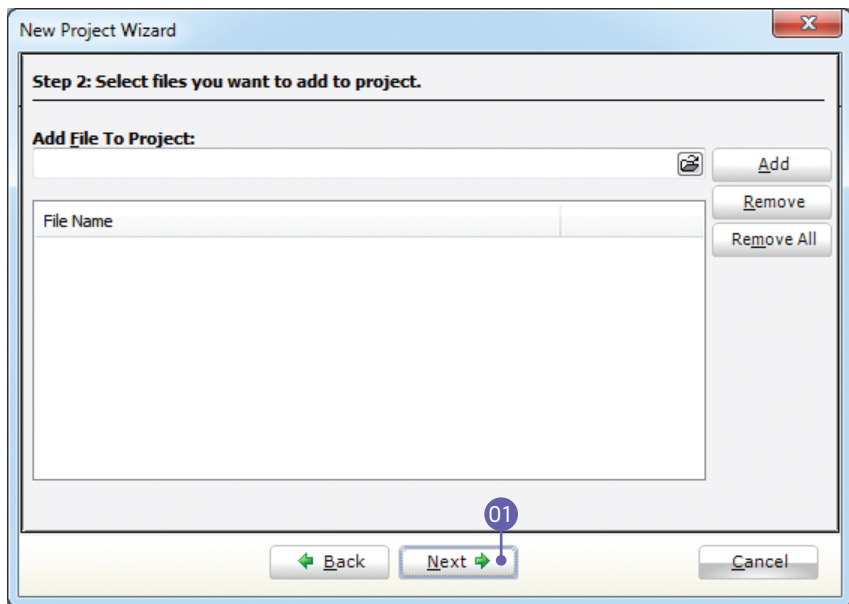 New Project Wizard
Step 2: Select files you want to add to project.
Add File To Project:
Add
Remove
File Name
Remove All
01
Back
Next
Cancel